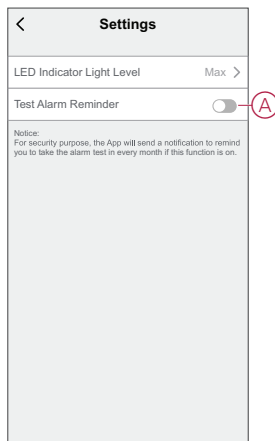 Settings
LED Indicator Light Level Max
Test Alarm Reminder
A
Notice:
For security purpose, the App will send a notification to remind
you to take the alarm test in every month if this function is on.